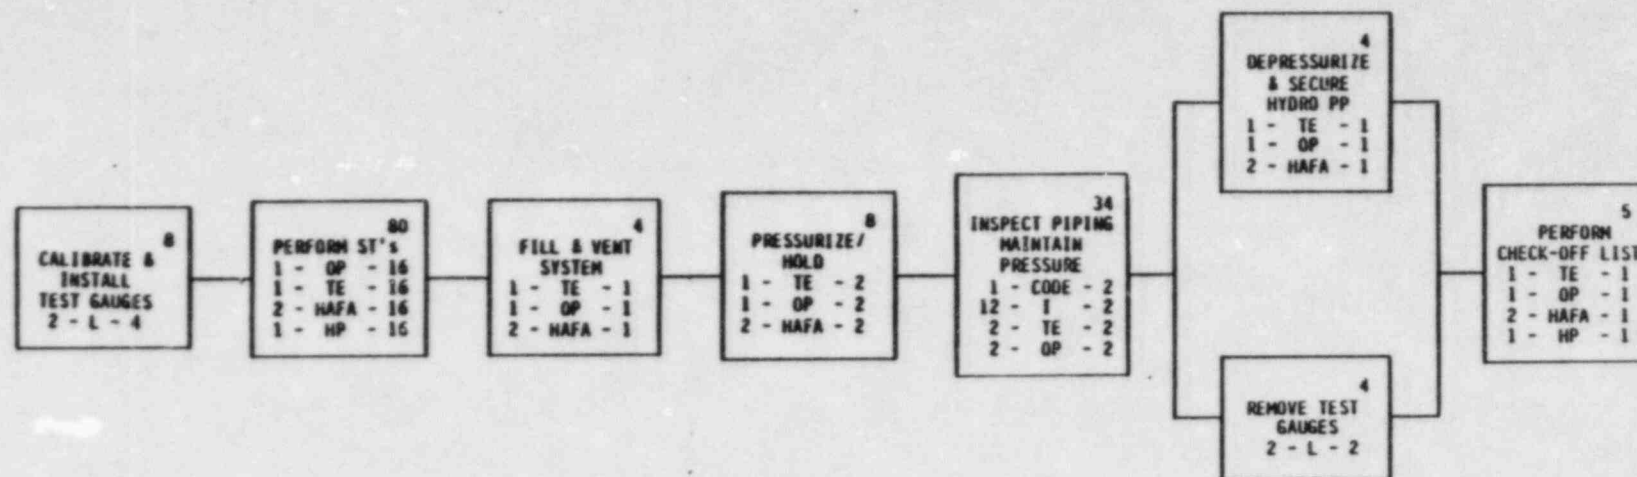 8
CALIBRATE &
INSTALL
TEST GAUGES
2 - L - 4
80
PERFORM ST's
1 - OP - 16
1 - TE - 16
2 - HAFA - 16
1 - HP - 16
4
FILL & VENT
SYSTEM
1 - TE - 1
1 - OP - 1
2 - HAFA - 1
8
PRESSURIZE/
HOLD
1 - TE - 2
1 - OP - 2
2 - HAFA - 2
34
INSPECT PIPING
MAINTAIN
PRESSURE
1 - CODE - 2
12 - I - 2
2 - TE - 2
2 - OP - 2
4
DEPRESSURIZE
& SECURE
HYDRO PP
1 - TE - 1
1 - OP - 1
2 - HAFA - 1
4
REMOVE TEST
GAUGES
2 - L - 2
5
PERFORM
CHECK-OFF LIST
1 - TE - 1
1 - OP - 1
2 - HAFA - 1
1 - HP - 1